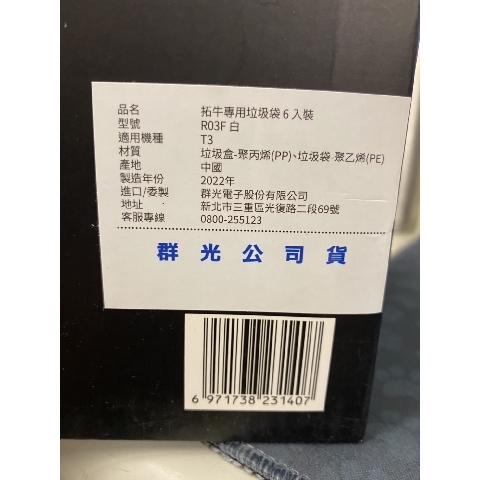 品名 拓牛專用垃圾袋6入裝
型號 R03F 白
適用機種 T3
材質 垃圾盒-聚丙烯(PP)、垃圾袋-聚乙烯(PE)
產地 中國
製造年份 2022年
進口/委製 群光電子股份有限公司
地址 新北市三重區光復路二段69號
客服專線 0800-255123
群光公司貨
6 971738 231407